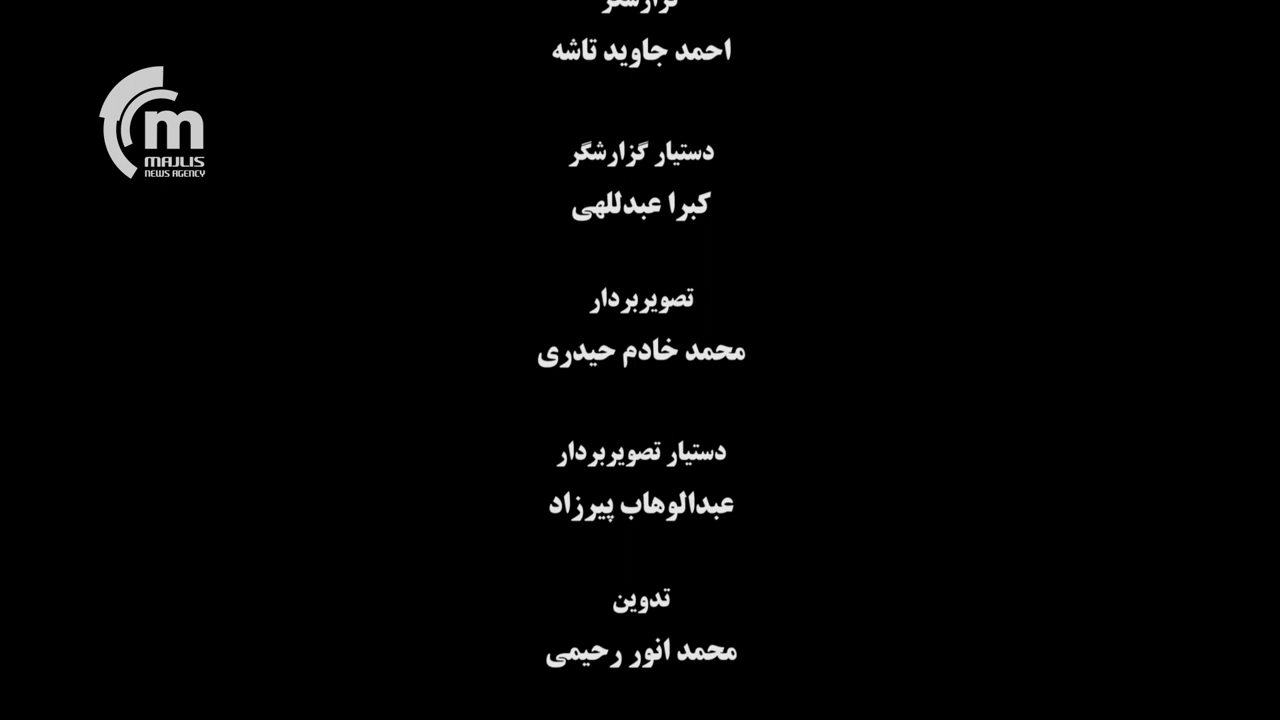 گزارشگر
احمد جاوید تاشه
m
MAJLIS
NEWS AGENCY
دستیار گزارشگر
کبرا عبدللهی
تصویربردار
محمد خادم حیدری
دستیار تصویربردار
عبدالوهاب پیرزاد
تدوین
محمد انور رحیمی